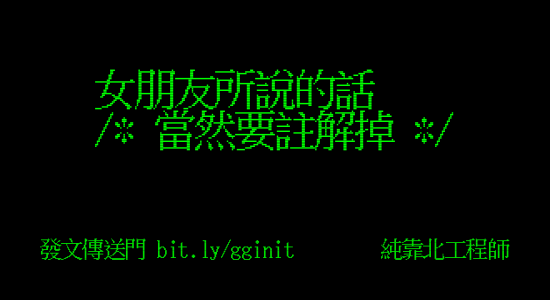 女朋友所說的話
/* 當然要註解掉 */
發文傳送門 bit.ly/gginit 純靠北工程師